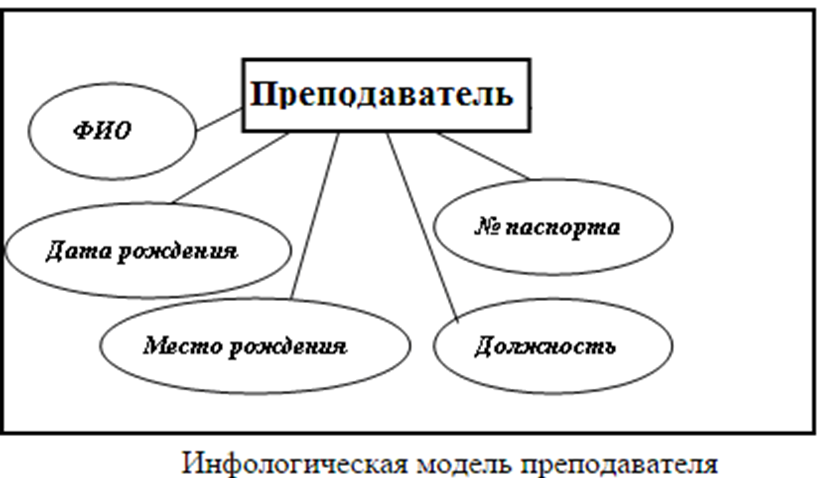 Преподаватель
ФИО
Дата рождения
Место рождения
№ паспорта
Должность
Инфологическая модель преподавателя